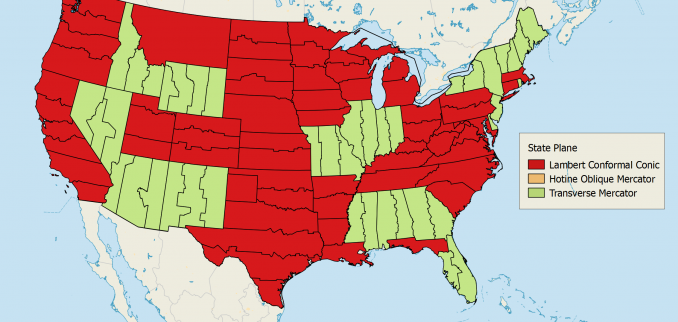 State Plane
Lambert Conformal Conic
Hotine Oblique Mercator
Transverse Mercator